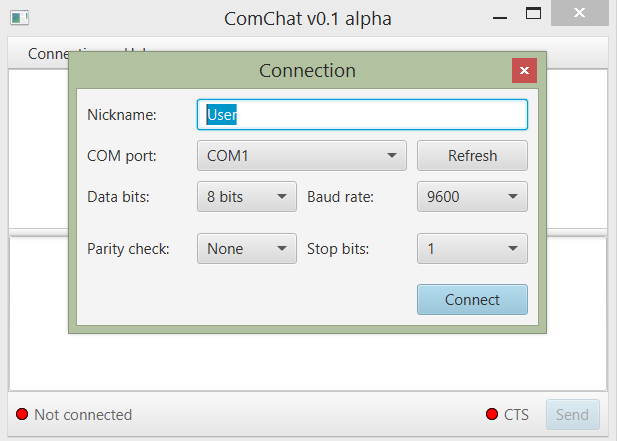 ComChat v0.1 alpha
Connection
Nickname:
User
COM port:
COM1
Refresh
Data bits:
8 bits
Baud rate:
9600
Parity check:
None
Stop bits:
1
Connect
Not connected
CTS
Send